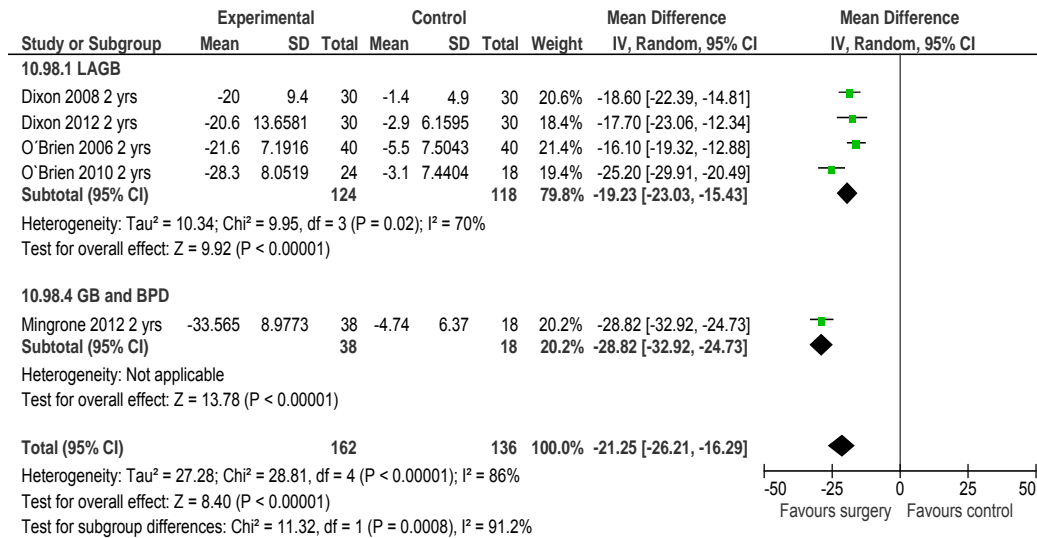 Experimental Control Mean Difference Mean Difference
Study or Subgroup Mean SD Total Mean SD Total Weight IV, Random, 95% CI IV, Random, 95% CI
10.98.1 LAGB
Dixon 2008 2 yrs -20 9.4 30 -1.4 4.9 30 20.6% -18.60 [-22.39, -14.81]
Dixon 2012 2 yrs -20.6 13.6581 30 -2.9 6.1595 30 18.4% -17.70 [-23.06, -12.34]
O´Brien 2006 2 yrs -21.6 7.1916 40 -5.5 7.5043 40 21.4% -16.10 [-19.32, -12.88]
O`Brien 2010 2 yrs -28.3 8.0519 24 -3.1 7.4404 18 19.4% -25.20 [-29.91, -20.49]
Subtotal (95% CI) 124 118 79.8% -19.23 [-23.03, -15.43]
Heterogeneity: Tau² = 10.34; Chi² = 9.95, df = 3 (P = 0.02); I² = 70%
Test for overall effect: Z = 9.92 (P < 0.00001)
10.98.4 GB and BPD
Mingrone 2012 2 yrs -33.565 8.9773 38 -4.74 6.37 18 20.2% -28.82 [-32.92, -24.73]
Subtotal (95% CI) 38 18 20.2% -28.82 [-32.92, -24.73]
Heterogeneity: Not applicable
Test for overall effect: Z = 13.78 (P < 0.00001)
Total (95% CI) 162 136 100.0% -21.25 [-26.21, -16.29]
Heterogeneity: Tau² = 27.28; Chi² = 28.81, df = 4 (P < 0.00001); I² = 86%
Test for overall effect: Z = 8.40 (P < 0.00001)
Test for subgroup differences: Chi² = 11.32, df = 1 (P = 0.0008), I² = 91.2%
-50 -25 0 25 50
Favours surgery Favours control